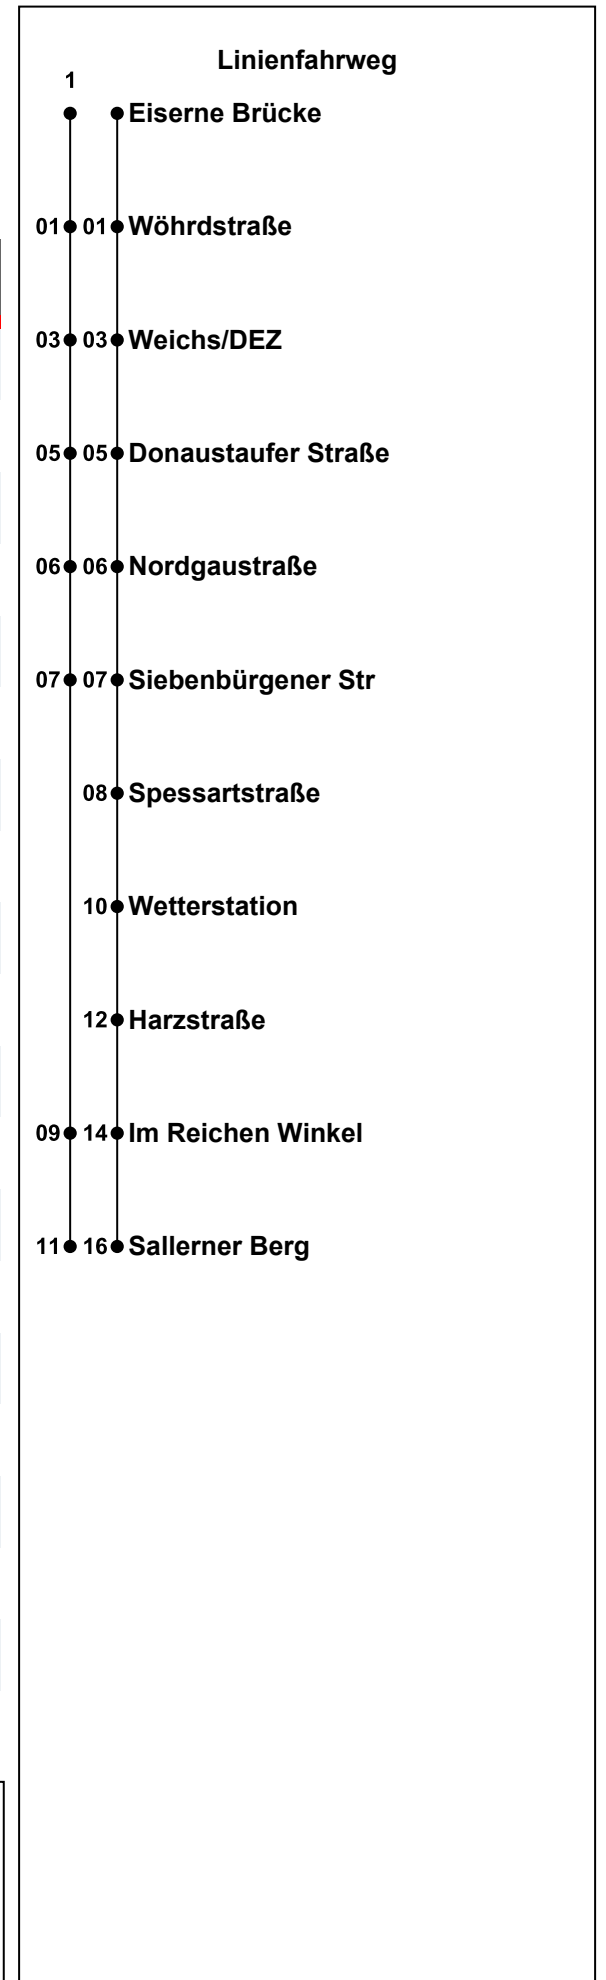 Linienfahrweg
1
Eiserne Brücke
01 01 Wöhrdstraße
03 03 Weichs/DEZ
05 05 Donaustaufer Straße
06 06 Nordgaustraße
07 07 Siebenbürgener Str
08 Spessartstraße
10 Wetterstation
12 Harzstraße
09 14 Im Reichen Winkel
11 16 Sallerner Berg